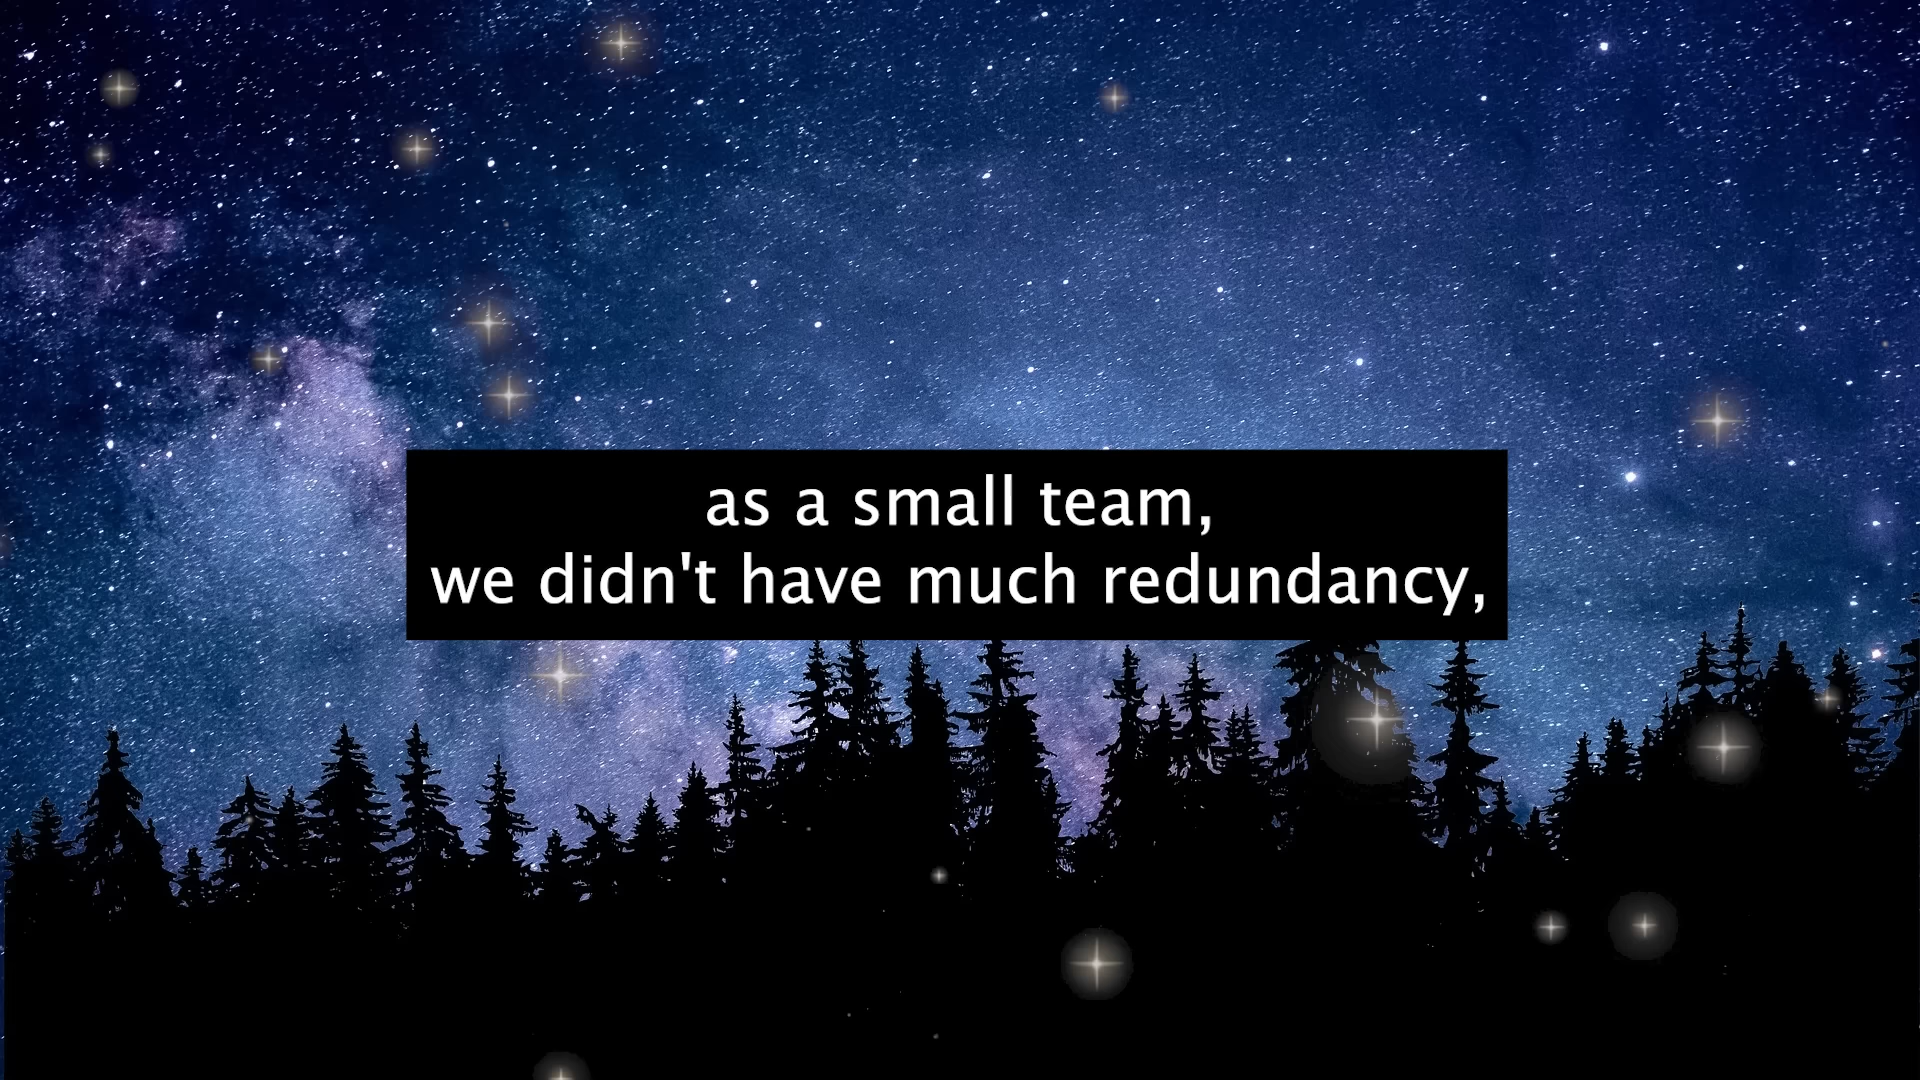 as a small team,
we didn't have much redundancy,